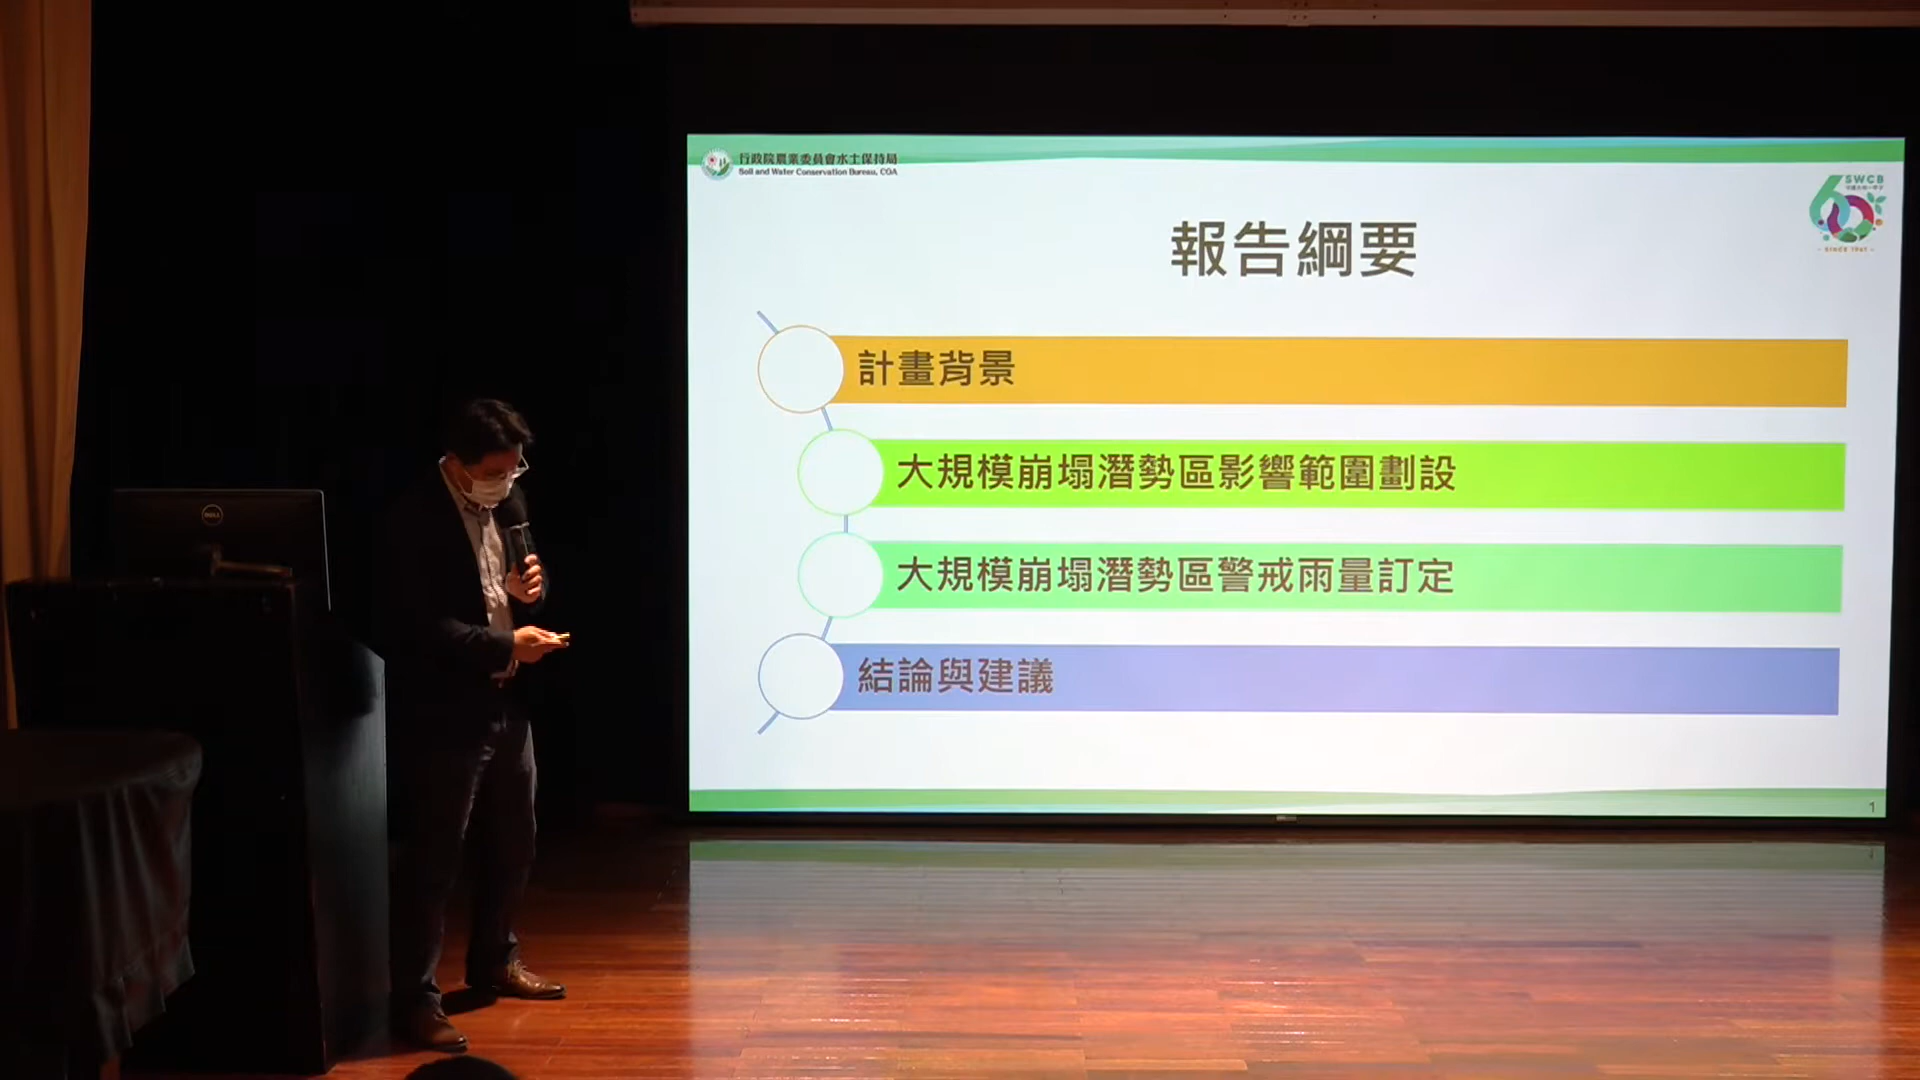 行政院農業委員會水土保持局
Soil and Water Conservation Bureau, COA
SWCB
報告綱要
計畫背景
大規模崩塌潛勢區影響範圍劃設
大規模崩塌潛勢區警戒雨量訂定
結論與建議
1
DELL